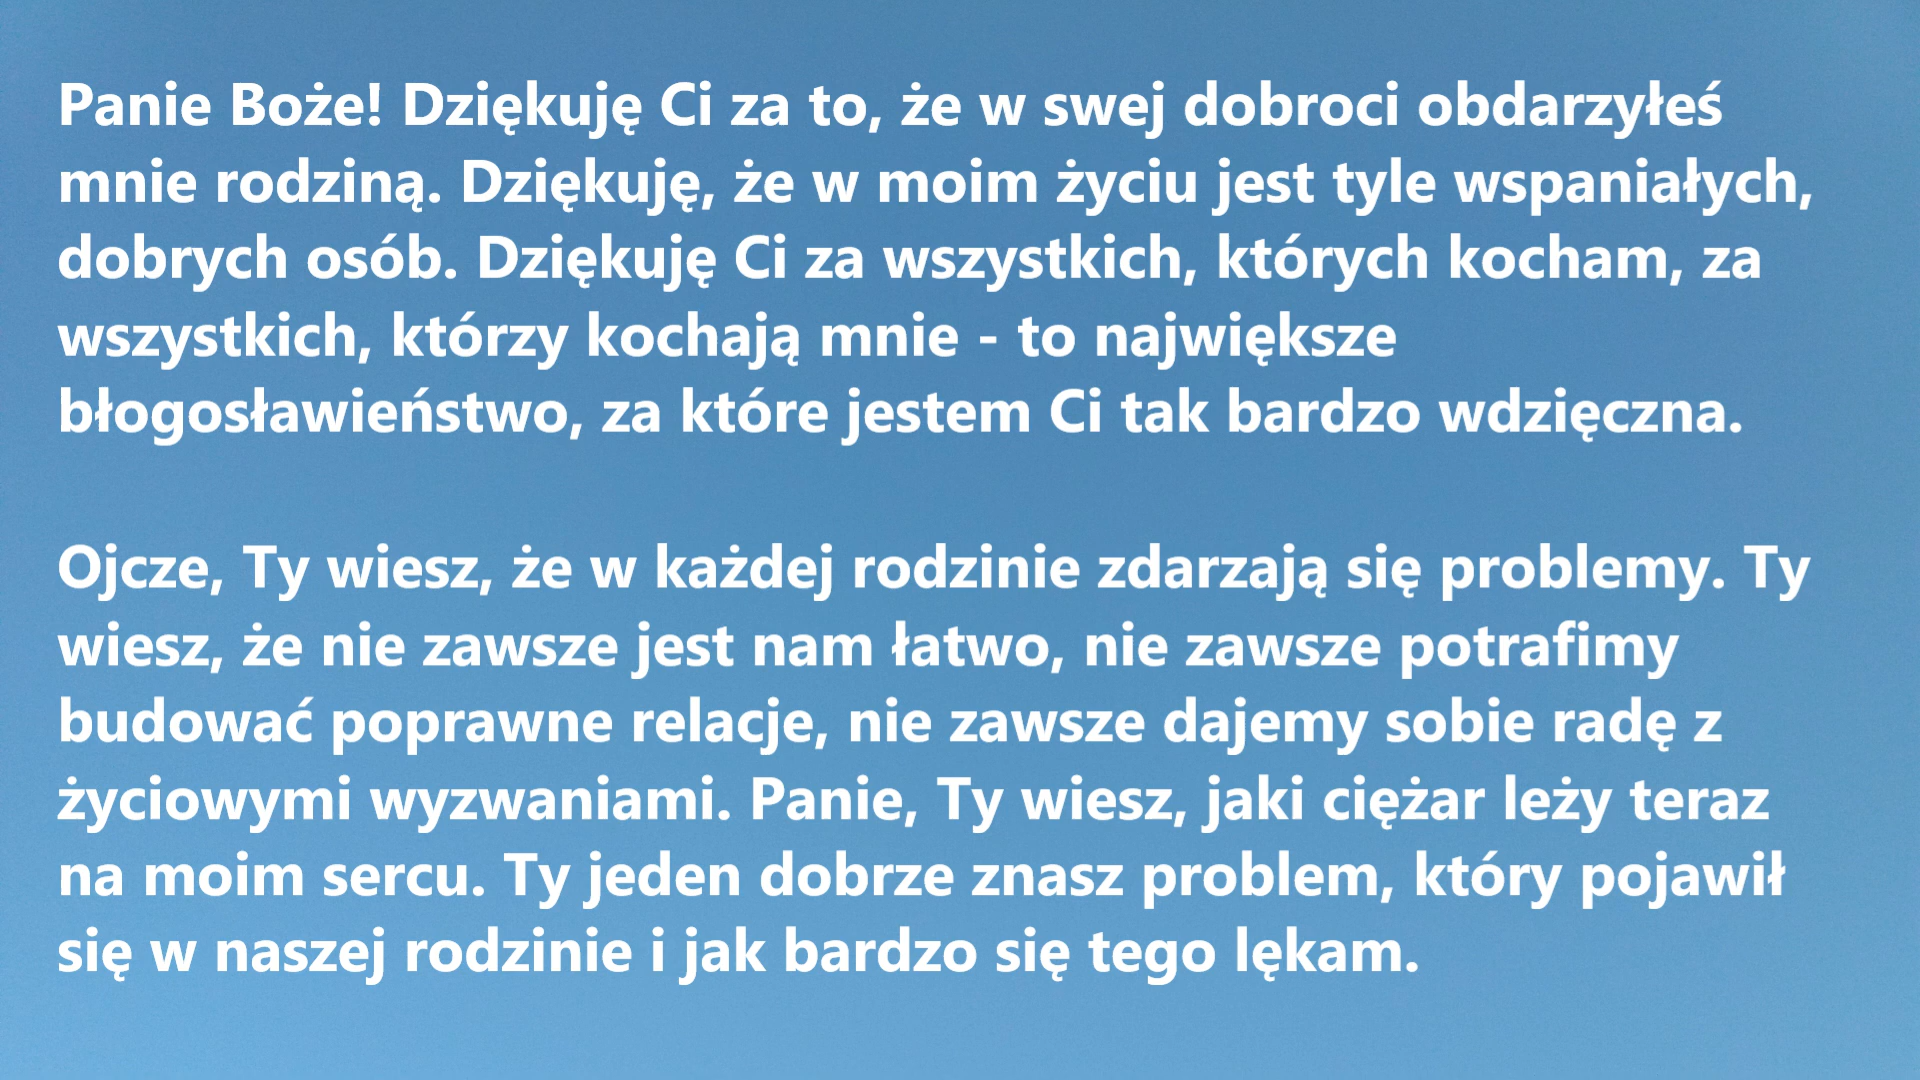 Panie Boże! Dziękuję Ci za to, że w swej dobroci obdarzyłeś
mnie rodziną. Dziękuję, że w moim życiu jest tyle wspaniałych,
dobrych osób. Dziękuję Ci za wszystkich, których kocham, za
wszystkich, którzy kochają mnie - to największe
błogosławieństwo, za które jestem Ci tak bardzo wdzięczna.

Ojcze, Ty wiesz, że w każdej rodzinie zdarzają się problemy. Ty
wiesz, że nie zawsze jest nam łatwo, nie zawsze potrafimy
budować poprawne relacje, nie zawsze dajemy sobie radę z
życiowymi wyzwaniami. Panie, Ty wiesz, jaki ciężar leży teraz
na moim sercu. Ty jeden dobrze znasz problem, który pojawił
się w naszej rodzinie i jak bardzo się tego lękam.